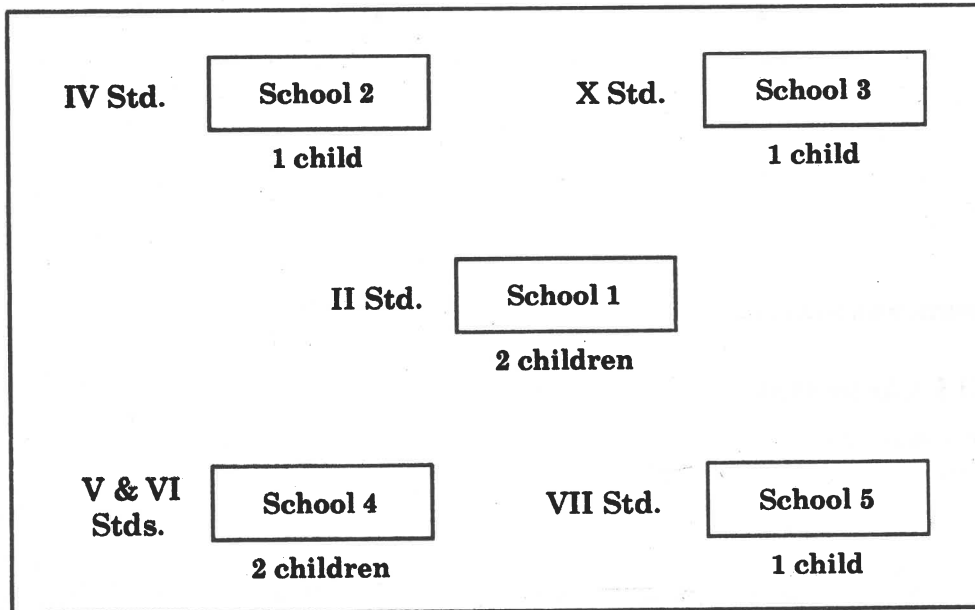 IV Std.
School 2
1 child
X Std.
School 3
1 child
II Std.
School 1
2 children
V & VI
Stds.
School 4
2 children
VII Std.
School 5
1 child